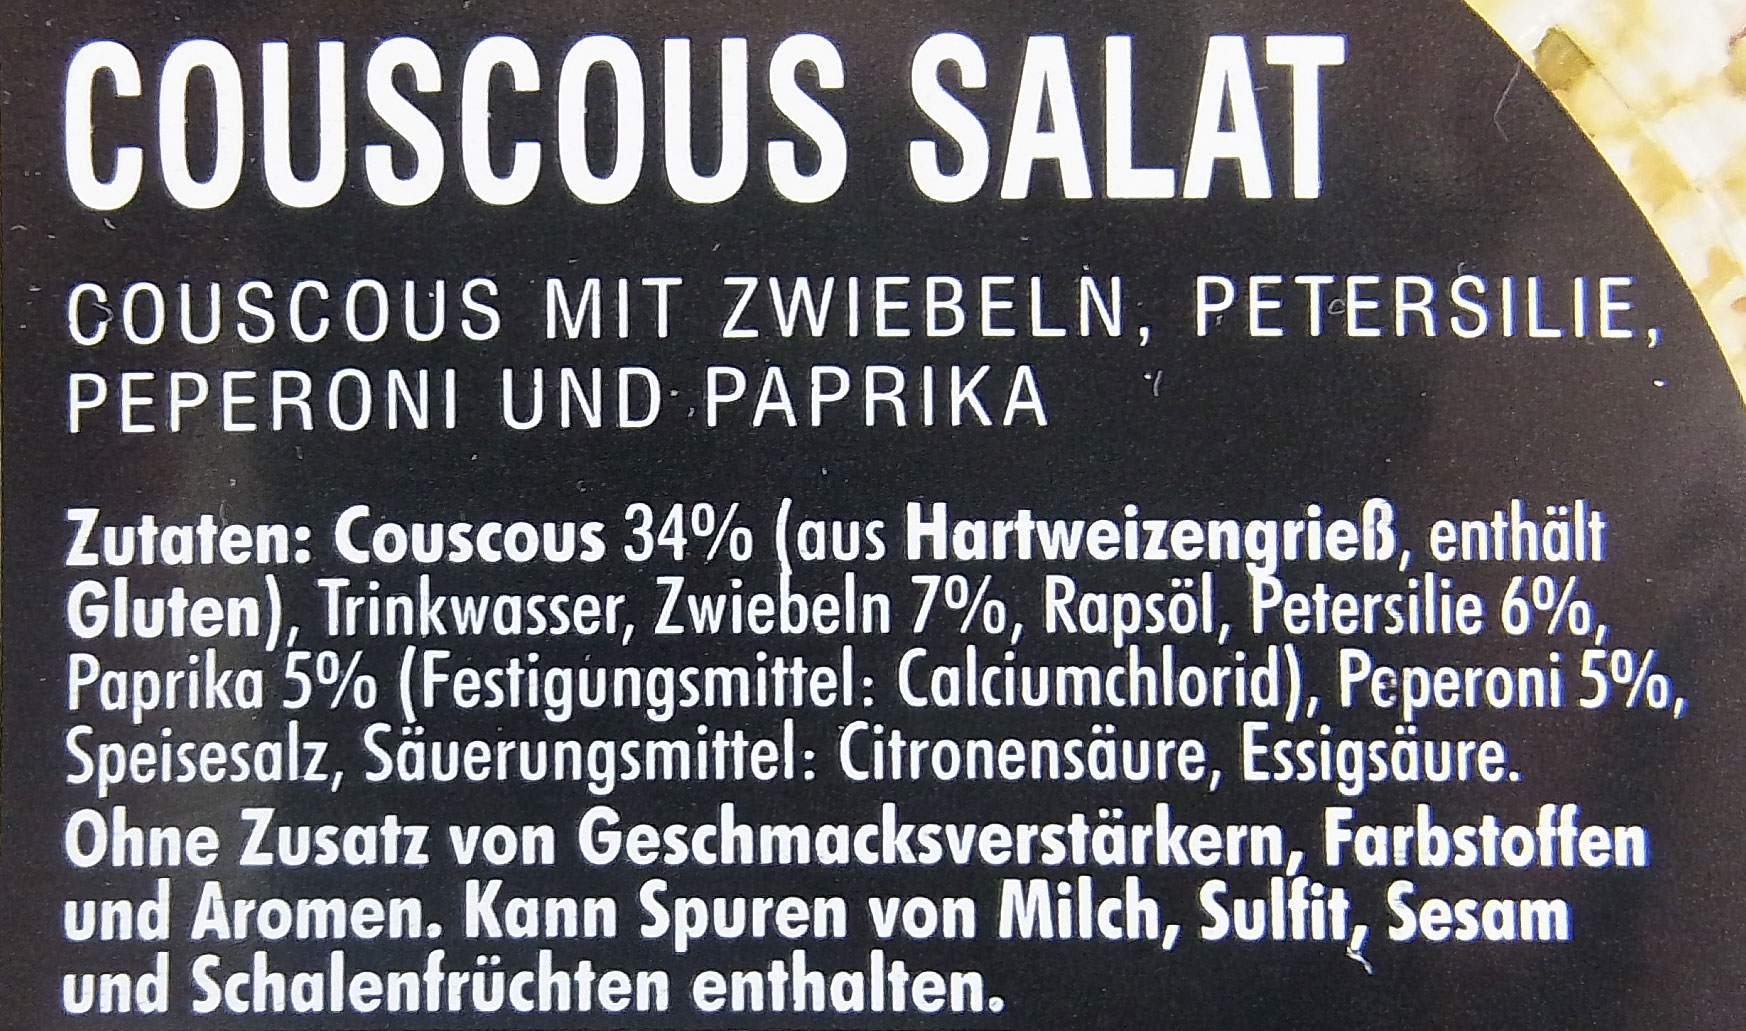 COUSCOUS SALAT
COUSCOUS MIT ZWIEBELN, PETERSILIE,
PEPERONI UND PAPRIKA
Zutaten: Couscous 34% (aus Hartweizengrieß, enthält
Gluten), Trinkwasser, Zwiebeln 7%, Rapsöl, Petersilie 6%,
Paprika 5% (Festigungsmittel: Calciumchlorid), Peperoni 5%,
Speisesalz, Säuerungsmittel: Citronensäure, Essigsäure.
Ohne Zusatz von Geschmacksverstärkern, Farbstoffen
und Aromen. Kann Spuren von Milch, Sulfit, Sesam
und Schalenfrüchten enthalten.